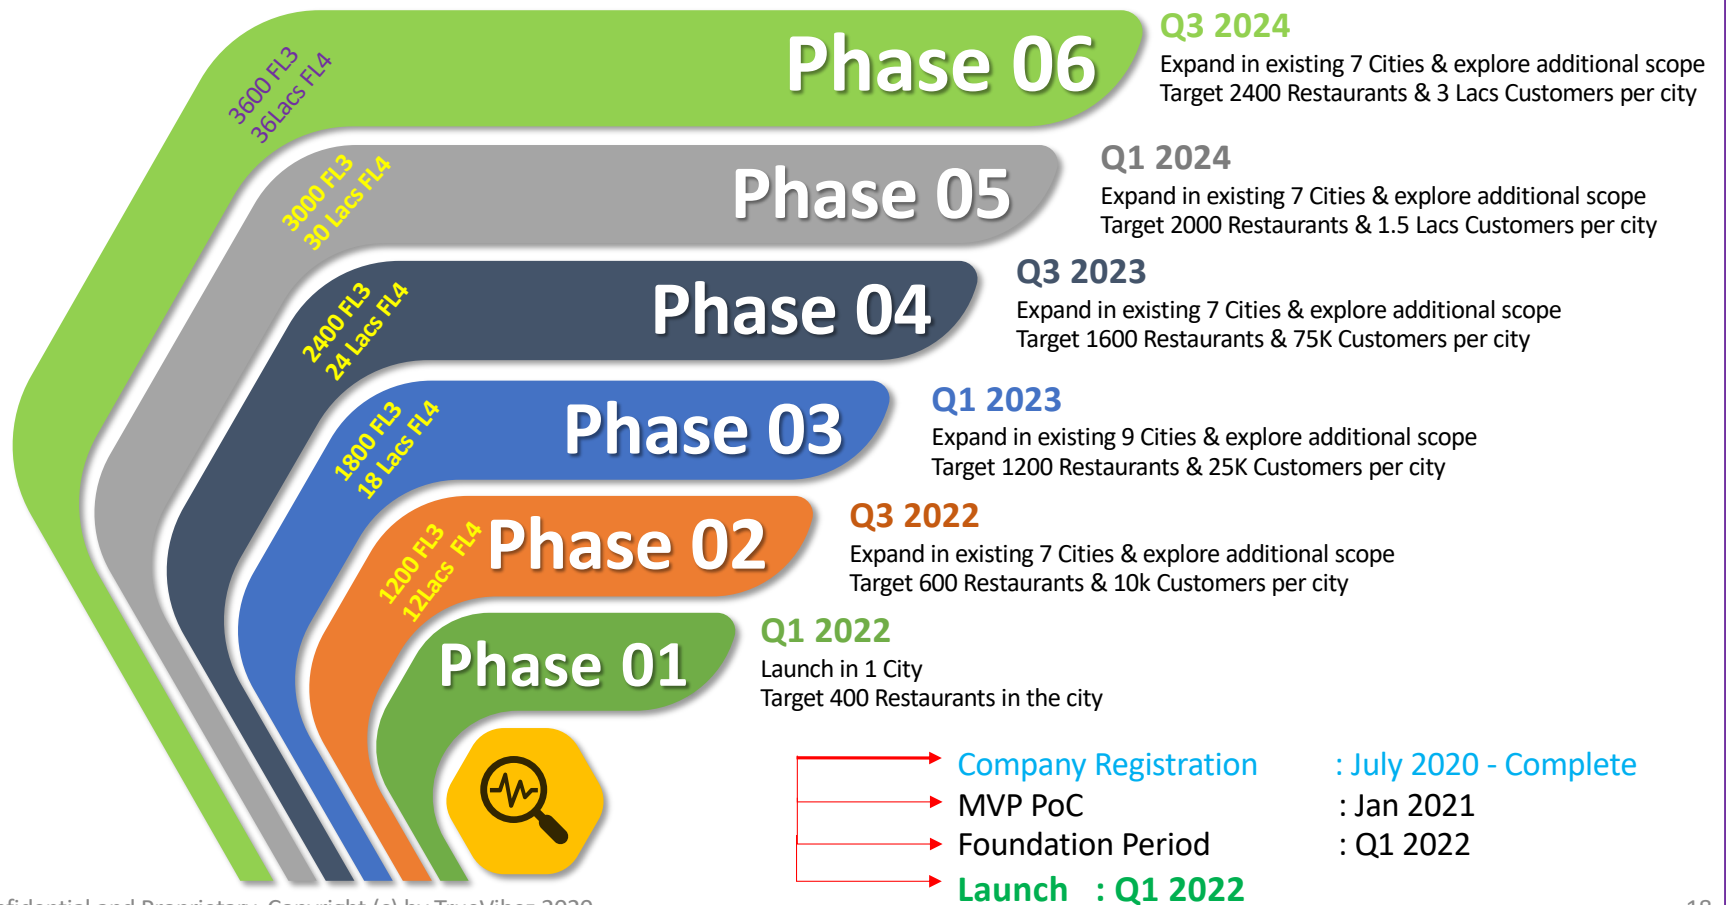 Phase 06
3600 FL3
36Lacs FL4
Q3 2024
Expand in existing 7 Cities & explore additional scope
Target 2400 Restaurants & 3 Lacs Customers per city
Phase 05
3000 FL3
30 Lacs FL4
Q1 2024
Expand in existing 7 Cities & explore additional scope
Target 2000 Restaurants & 1.5 Lacs Customers per city
Phase 04
2400 FL3
24 Lacs FL4
Q3 2023
Expand in existing 7 Cities & explore additional scope
Target 1600 Restaurants & 75K Customers per city
Phase 03
1800 FL3
18 Lacs FL4
Q1 2023
Expand in existing 9 Cities & explore additional scope
Target 1200 Restaurants & 25K Customers per city
Phase 02
1200 FL3
12Lacs FL4
Q3 2022
Expand in existing 7 Cities & explore additional scope
Target 600 Restaurants & 10k Customers per city
Phase 01
Q1 2022
Launch in 1 City
Target 400 Restaurants in the city
Company Registration : July 2020 - Complete
MVP PoC : Jan 2021
Foundation Period : Q1 2022
Launch : Q1 2022
and Proprietary. Copyright (c) by